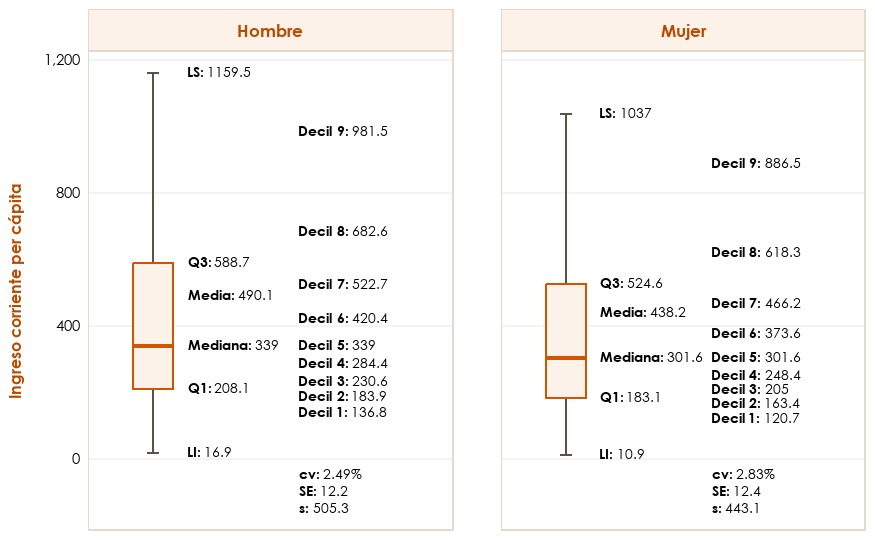 Hombre
Ingreso corriente per cápita
1,200
800
400
0
LS: 1159.5
Decil 9: 981.5
Decil 8: 682.6
Q3: 588.7
Decil 7: 522.7
Media: 490.1
Decil 6: 420.4
Mediana: 339
Decil 5: 339
Decil 4: 284.4
Decil 3: 230.6
Q1: 208.1
Decil 2: 183.9
Decil 1: 136.8
LI: 16.9
cv: 2.49%
SE: 12.2
s: 505.3
Mujer
LS: 1037
Decil 9: 886.5
Decil 8: 618.3
Q3: 524.6
Decil 7: 466.2
Media: 438.2
Decil 6: 373.6
Mediana: 301.6
Decil 5: 301.6
Decil 4: 248.4
Decil 3: 205
Q1: 183.1
Decil 2: 163.4
Decil 1: 120.7
LI: 10.9
cv: 2.83%
SE: 12.4
s: 443.1